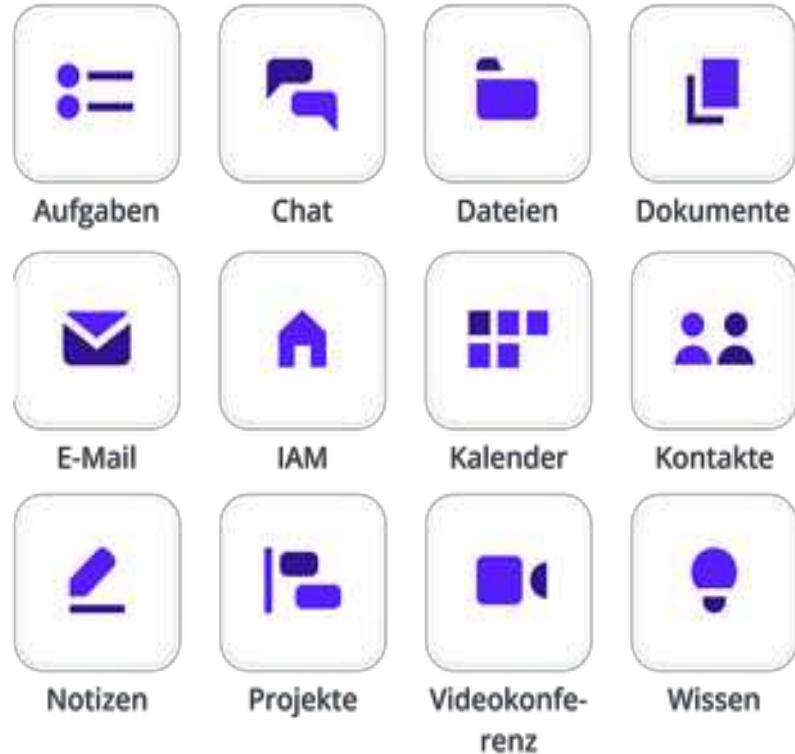 Aufgaben Chat Dateien Dokumente
E-Mail IAM Kalender Kontakte
Notizen Projekte Videokonfe- Wissen
renz